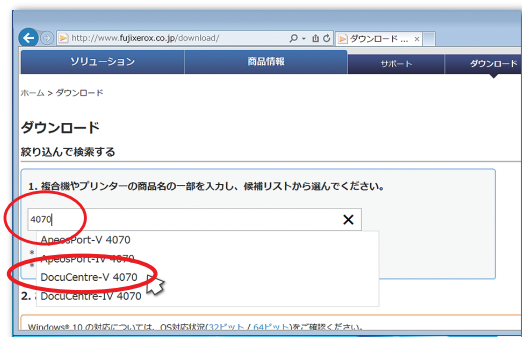 http://www.fujixerox.co.jp/download/
ダウンロード ...
ソリューション
商品情報
サポート
ダウンロード
ホーム > ダウンロード
ダウンロード
絞り込んで検索する
1. 複合機やプリンターの商品名の一部を入力し、候補リストから選んでください。
4070
ApeosPort-V 4070
* ApeosPort-IV 4070
* DocuCentre-V 4070
2. DocuCentre-IV 4070
Windows® 10 の対応については、OS対応状況(32ビット / 64ビット)をご確認ください。